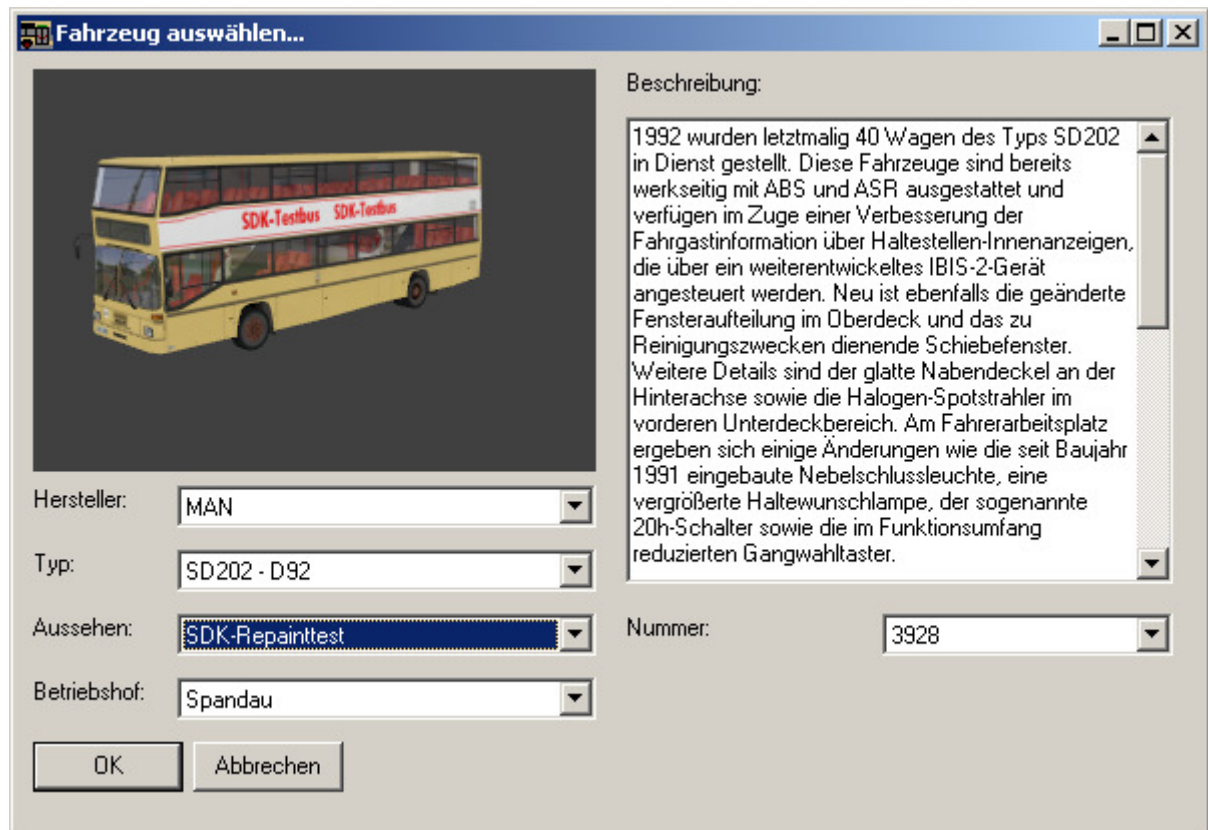 Fahrzeug auswählen...
SDK-Testbus SDK-Testbus
Beschreibung:
1992 wurden letztmalig 40 Wagen des Typs SD202
in Dienst gestellt. Diese Fahrzeuge sind bereits
werkseitig mit ABS und ASR ausgestattet und
verfügen im Zuge einer Verbesserung der
Fahrgastinformation über Haltestellen-Innenanzeigen,
die über ein weiterentwickeltes IBIS-2-Gerät
angesteuert werden. Neu ist ebenfalls die geänderte
Fensteraufteilung im Oberdeck und das zu
Reinigungszwecken dienende Schiebefenster.
Weitere Details sind der glatte Nabendeckel an der
Hinterachse sowie die Halogen-Spotstrahler im
vorderen Unterdeckbereich. Am Fahrerarbeitsplatz
ergeben sich einige Änderungen wie die seit Baujahr
1991 eingebaute Nebelschlussleuchte, eine
vergrößerte Haltewunschlampe, der sogenannte
20h-Schalter sowie die im Funktionsumfang
reduzierten Gangwahltaster.
Hersteller: MAN
Typ: SD202 - D92
Aussehen: SDK-Repainttest
Nummer: 3928
Betriebshof: Spandau
OK Abbrechen